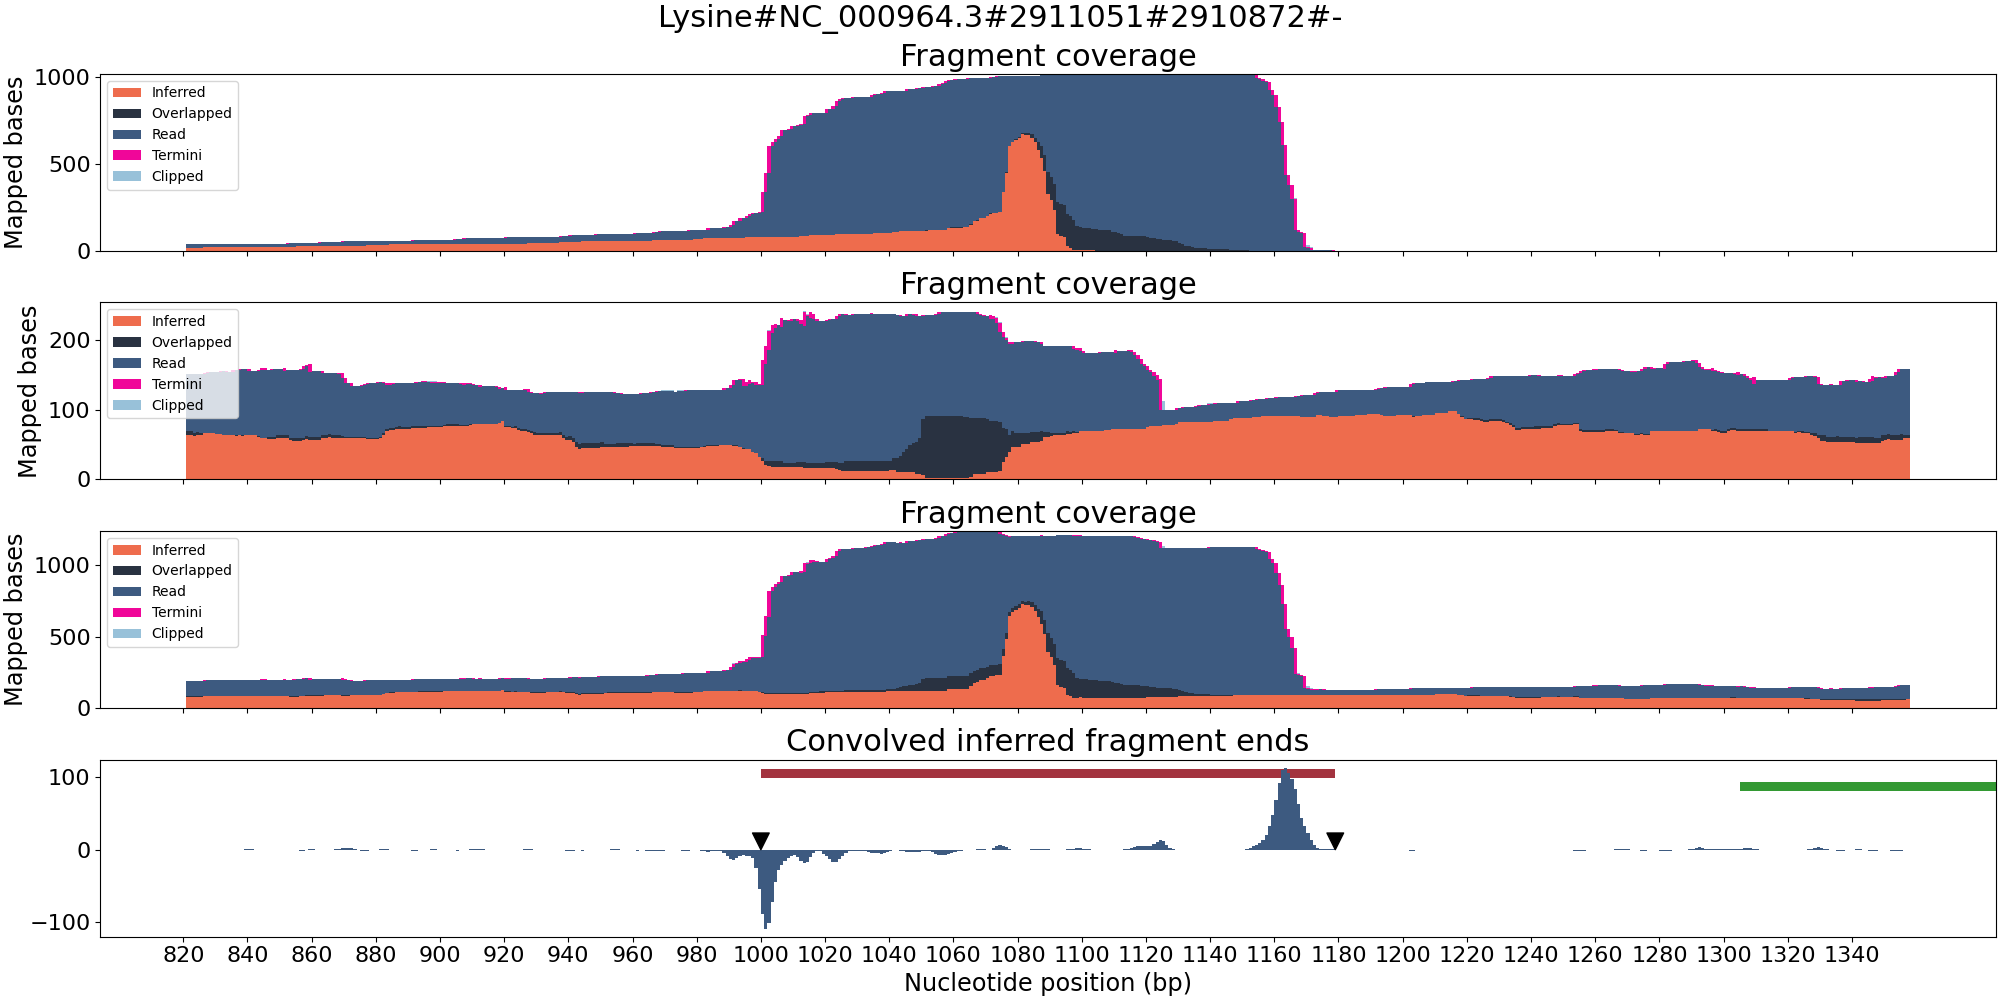 Lysine#NC_000964.3#2911051#2910872#-
Fragment coverage
Mapped bases
1000
500
0
Inferred
Overlapped
Read
Termini
Clipped
Fragment coverage
Mapped bases
200
100
0
Inferred
Overlapped
Read
Termini
Clipped
Fragment coverage
Mapped bases
1000
500
0
Inferred
Overlapped
Read
Termini
Clipped
Convolved inferred fragment ends
100
0
−100
820 840 860 880 900 920 940 960 980 1000 1020 1040 1060 1080 1100 1120 1140 1160 1180 1200 1220 1240 1260 1280 1300 1320 1340
Nucleotide position (bp)